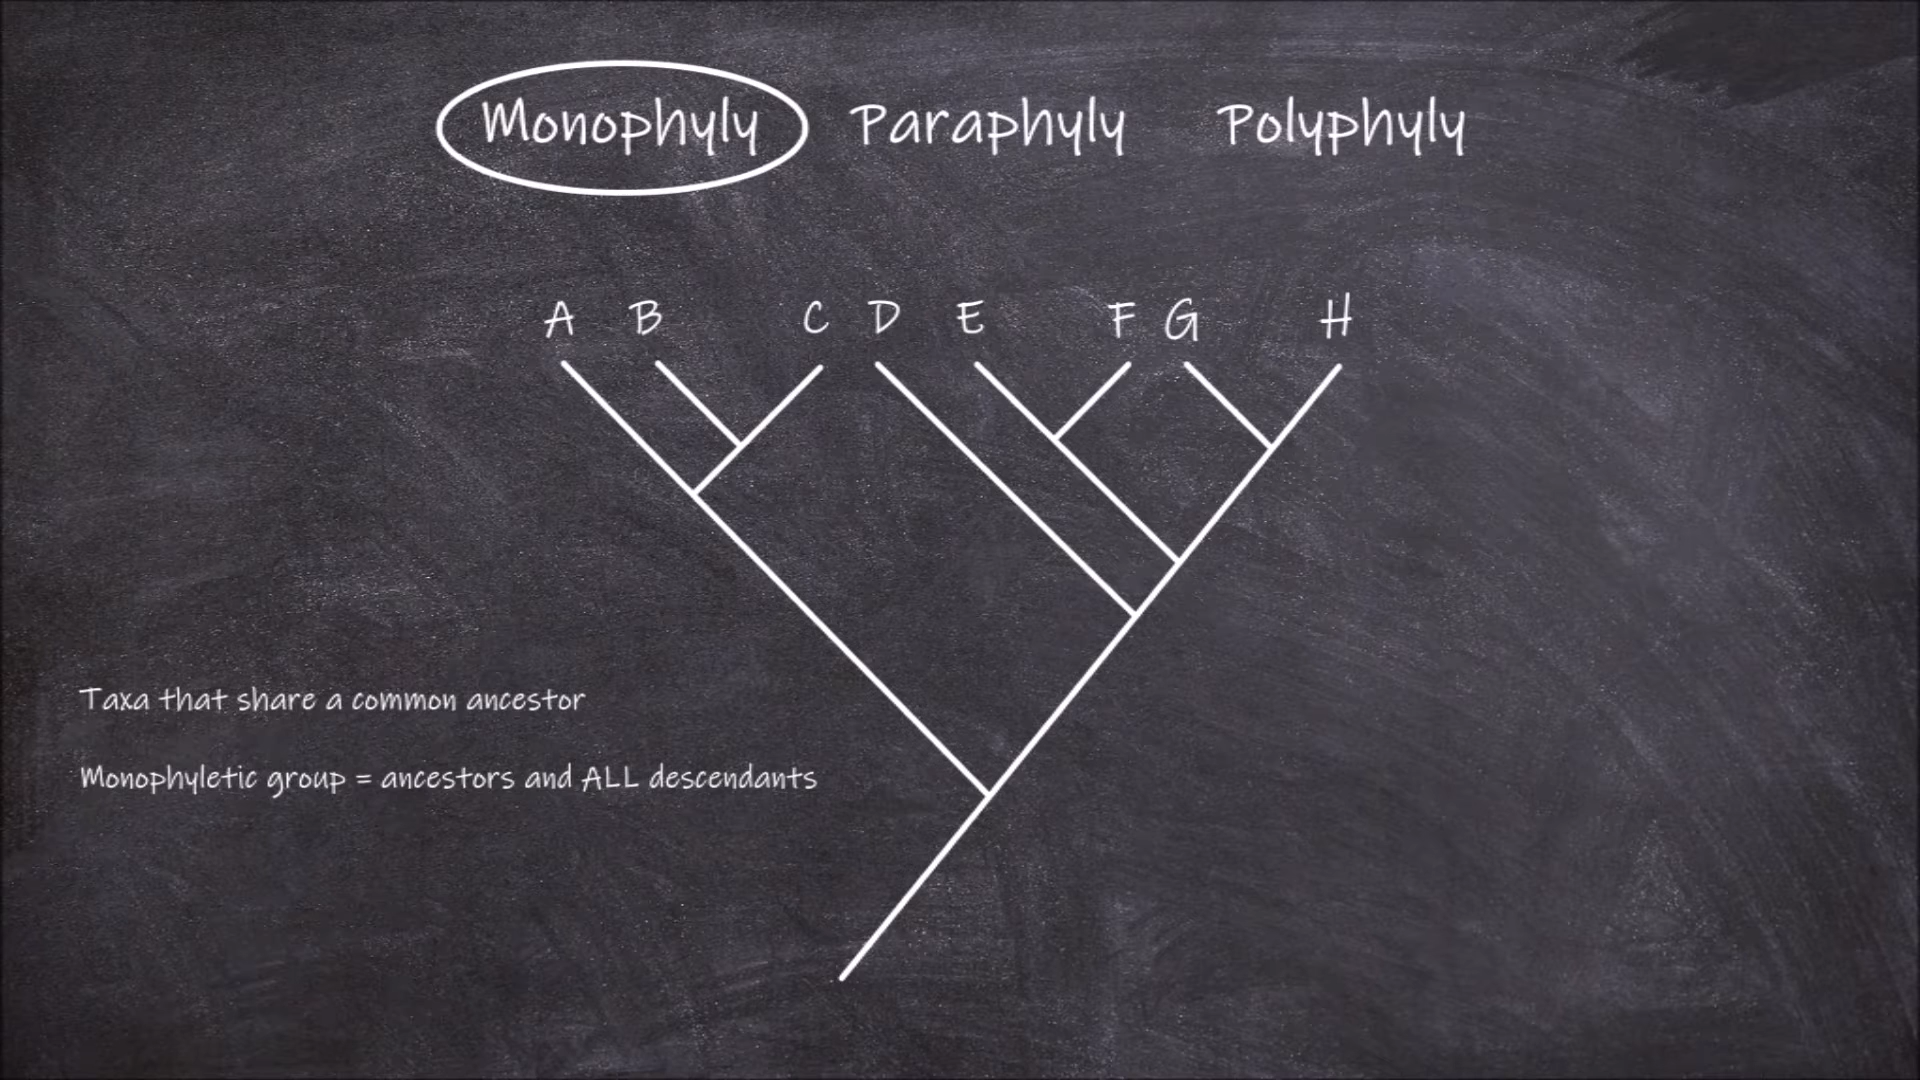 Monophyly Paraphyly Polyphyly
A B C D E F G H
Taxa that share a common ancestor
Monophyletic group = ancestors and ALL descendants